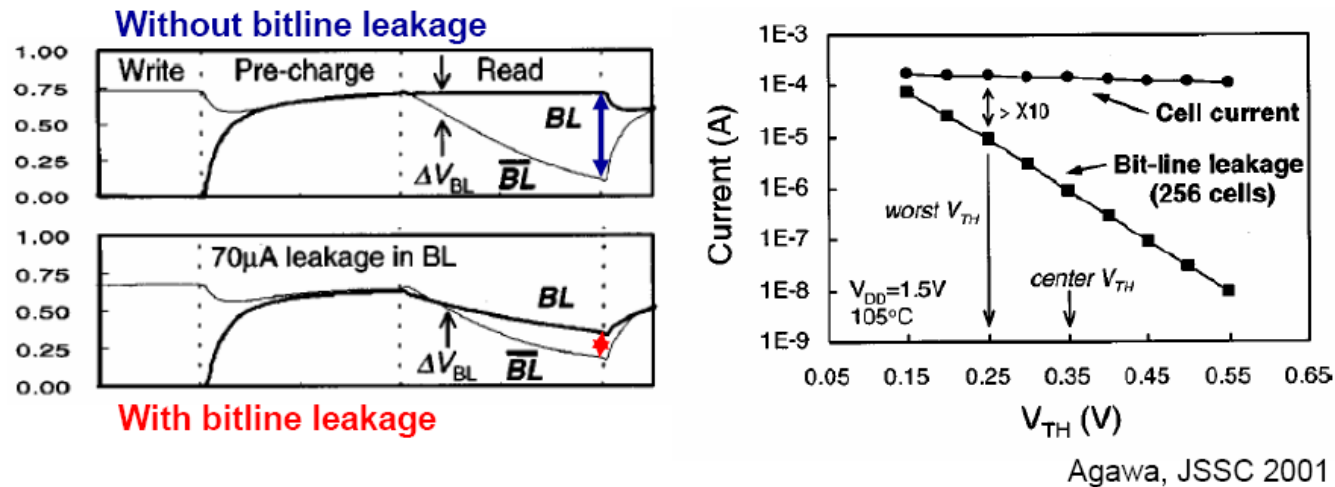 Without bitline leakage
1.00
0.75
0.50
0.25
0.00
Write
Pre-charge
Read
BL
ΔV_BL
B̅L̅
1.00
0.75
0.50
0.25
0.00
70μA leakage in BL
BL
ΔV_BL
B̅L̅
With bitline leakage
Current (A)
1E-3
1E-4
1E-5
1E-6
1E-7
1E-8
1E-9
> X10
Cell current
Bit-line leakage
(256 cells)
worst V_TH
center V_TH
V_DD=1.5V
105°C
0.05
0.15
0.25
0.35
0.45
0.55
0.65
V_TH (V)
Agawa, JSSC 2001